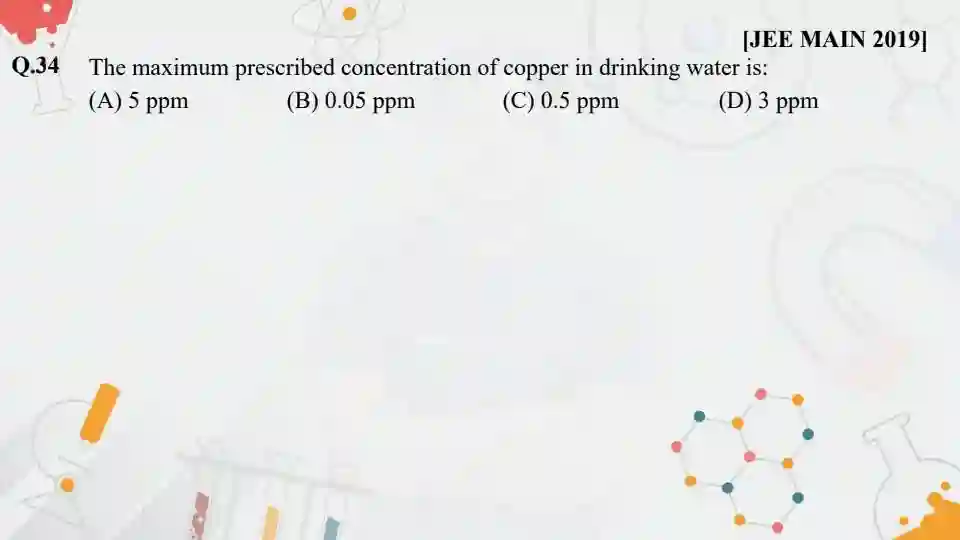 [JEE MAIN 2019]
Q.34 The maximum prescribed concentration of copper in drinking water is:
(A) 5 ppm (B) 0.05 ppm (C) 0.5 ppm (D) 3 ppm